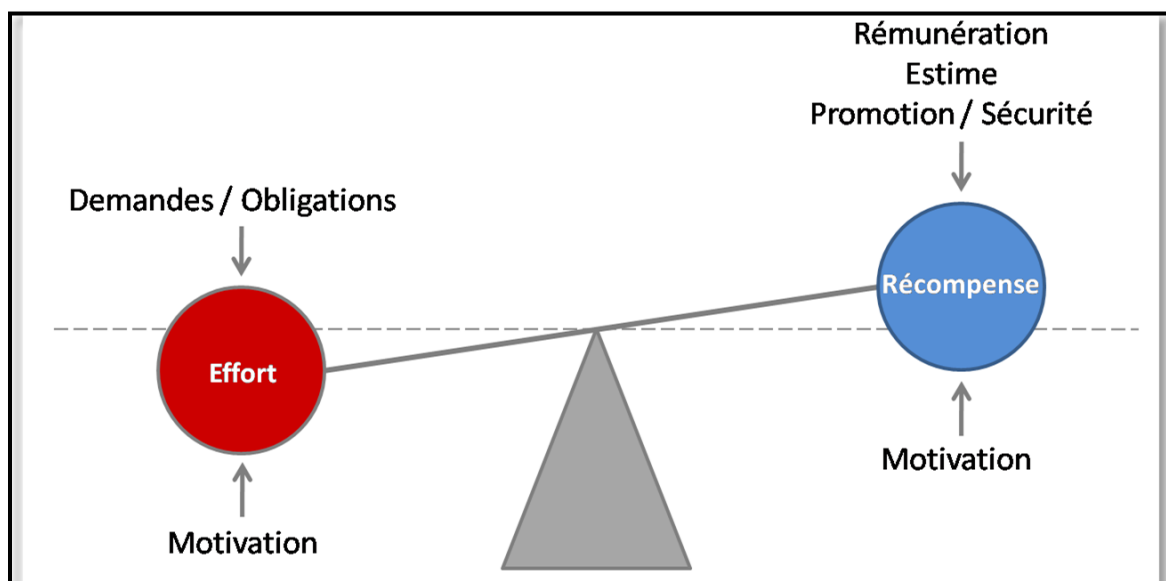 Rémunération
Estime
Promotion / Sécurité
Demandes / Obligations
Récompense
Effort
Motivation
Motivation